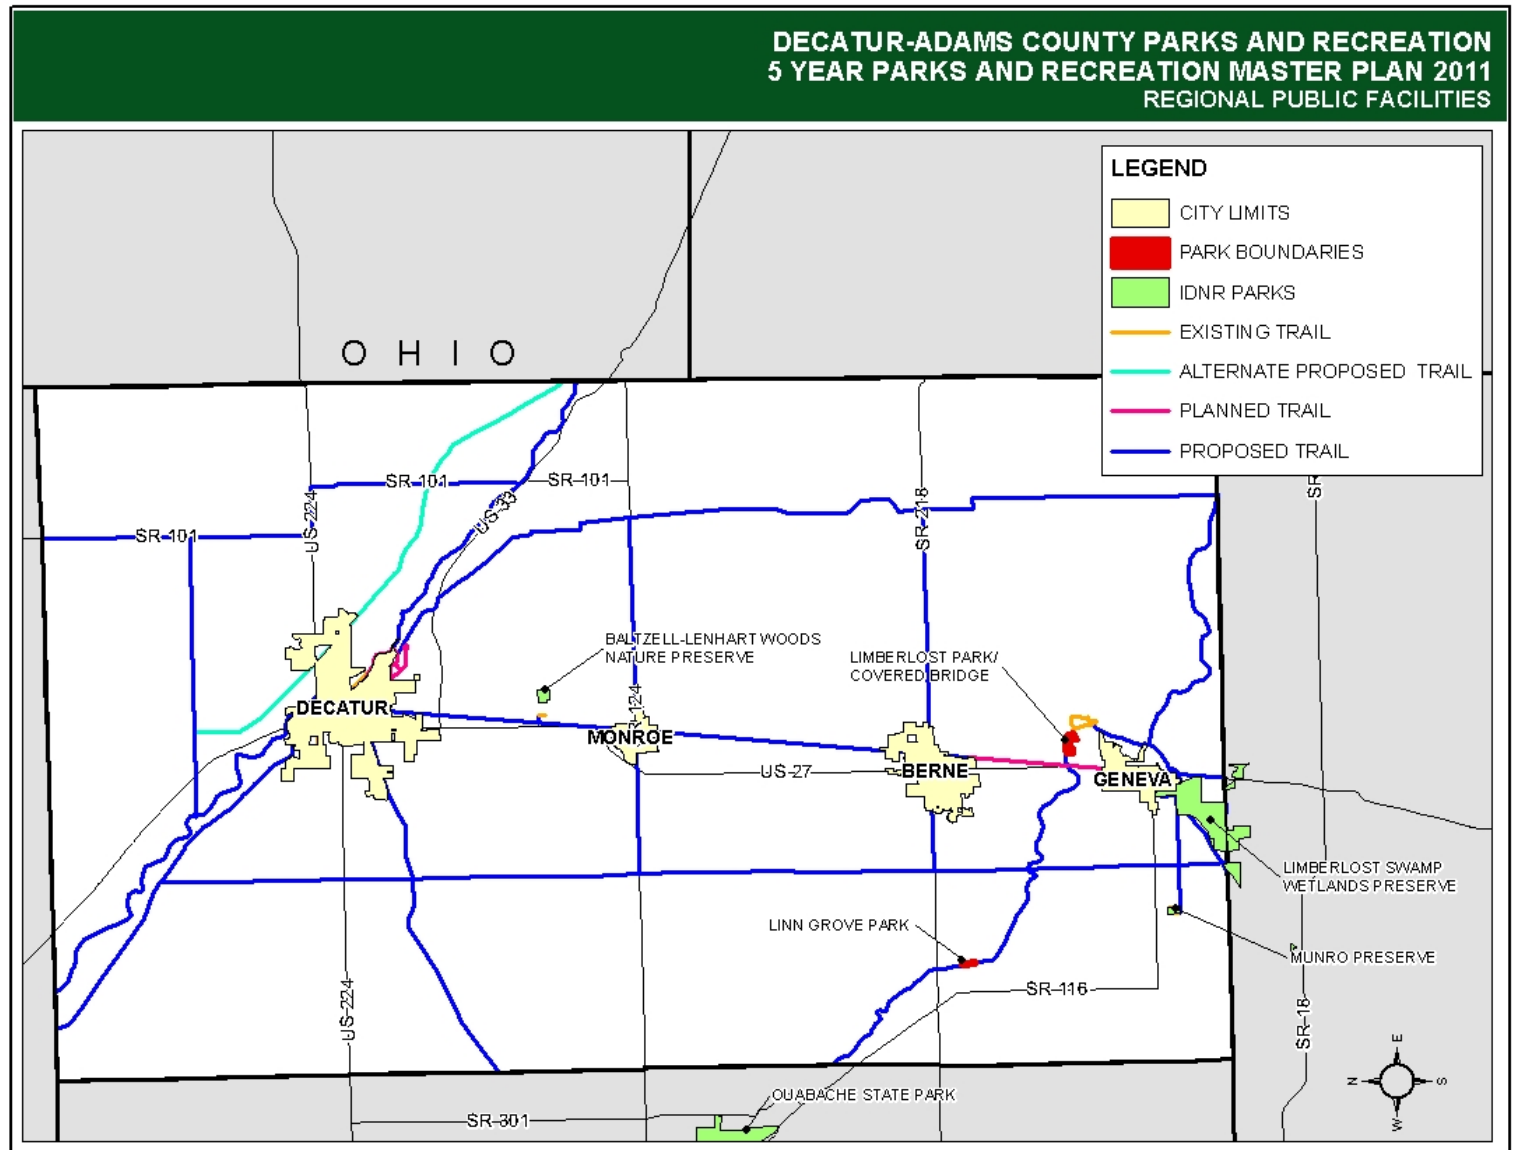 DECATUR-ADAMS COUNTY PARKS AND RECREATION
5 YEAR PARKS AND RECREATION MASTER PLAN 2011
REGIONAL PUBLIC FACILITIES
LEGEND
CITY LIMITS
PARK BOUNDARIES
IDNR PARKS
EXISTING TRAIL
ALTERNATE PROPOSED TRAIL
PLANNED TRAIL
PROPOSED TRAIL
OHIO
SR-101
SR-101
SR
US-224
US-33
SR-218
SR-101
BALTZELL-LENHART WOODS
NATURE PRESERVE
LIMBERLOST PARK/
COVERED BRIDGE
DECATUR
124
MONROE
US-27
BERNE
GENEVA
LIMBERLOST SWAMP
WETLANDS PRESERVE
LINN GROVE PARK
MUNRO PRESERVE
SR-116
US-224
SR-18
E
N
S
W
OUABACHE STATE PARK
SR-301